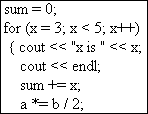 sum = 0;
for (x = 3; x < 5; x++)
{ cout << "x is " << x;
cout << endl;
sum += x;
a *= b / 2;